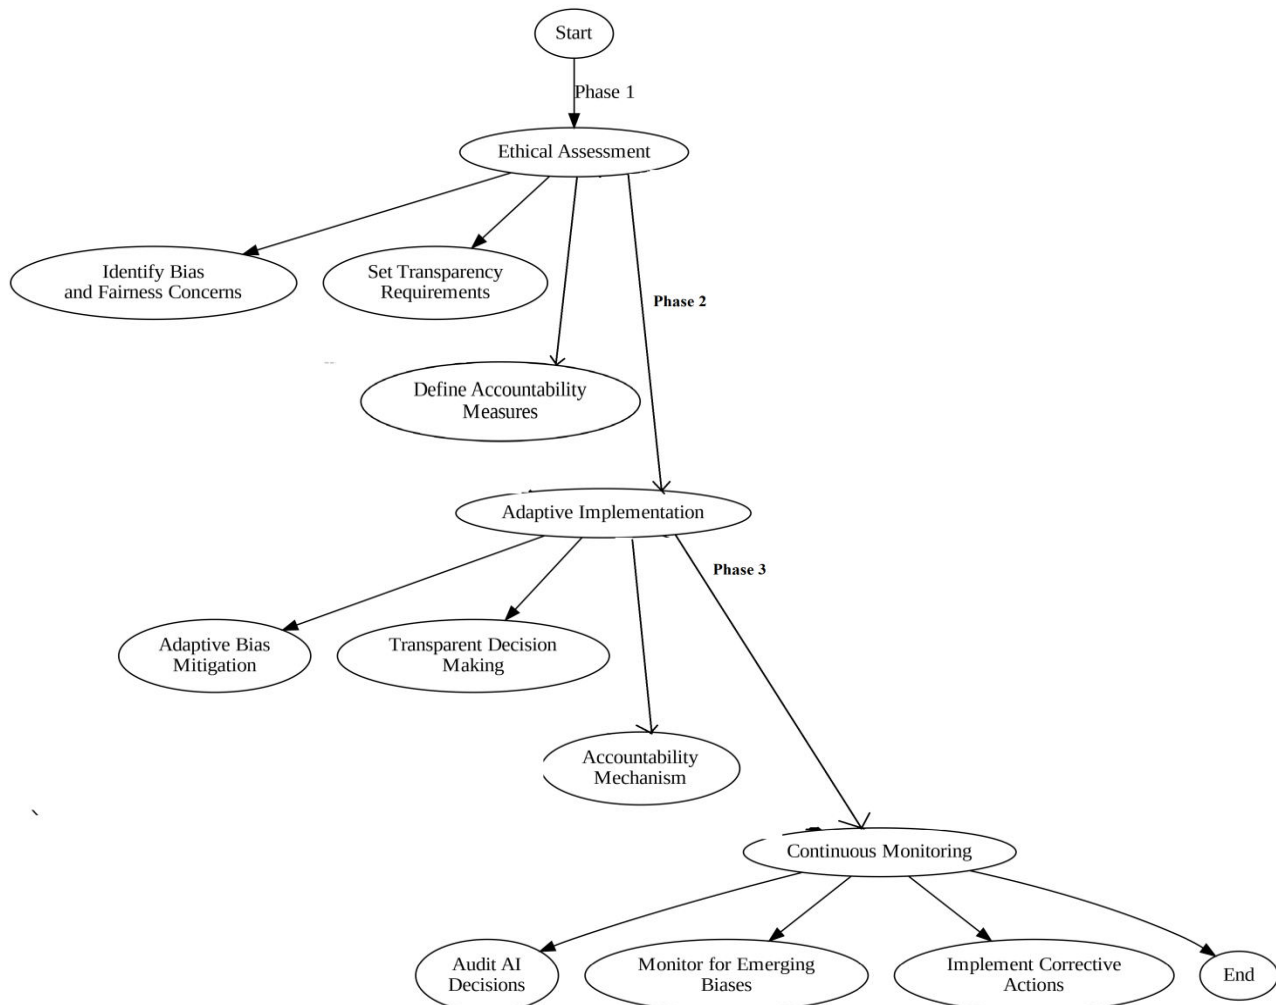 Start
Phase 1
Ethical Assessment
Identify Bias
and Fairness Concerns
Set Transparency
Requirements
Phase 2
Define Accountability
Measures
Adaptive Implementation
Phase 3
Adaptive Bias
Mitigation
Transparent Decision
Making
Accountability
Mechanism
Continuous Monitoring
Audit AI
Decisions
Monitor for Emerging
Biases
Implement Corrective
Actions
End